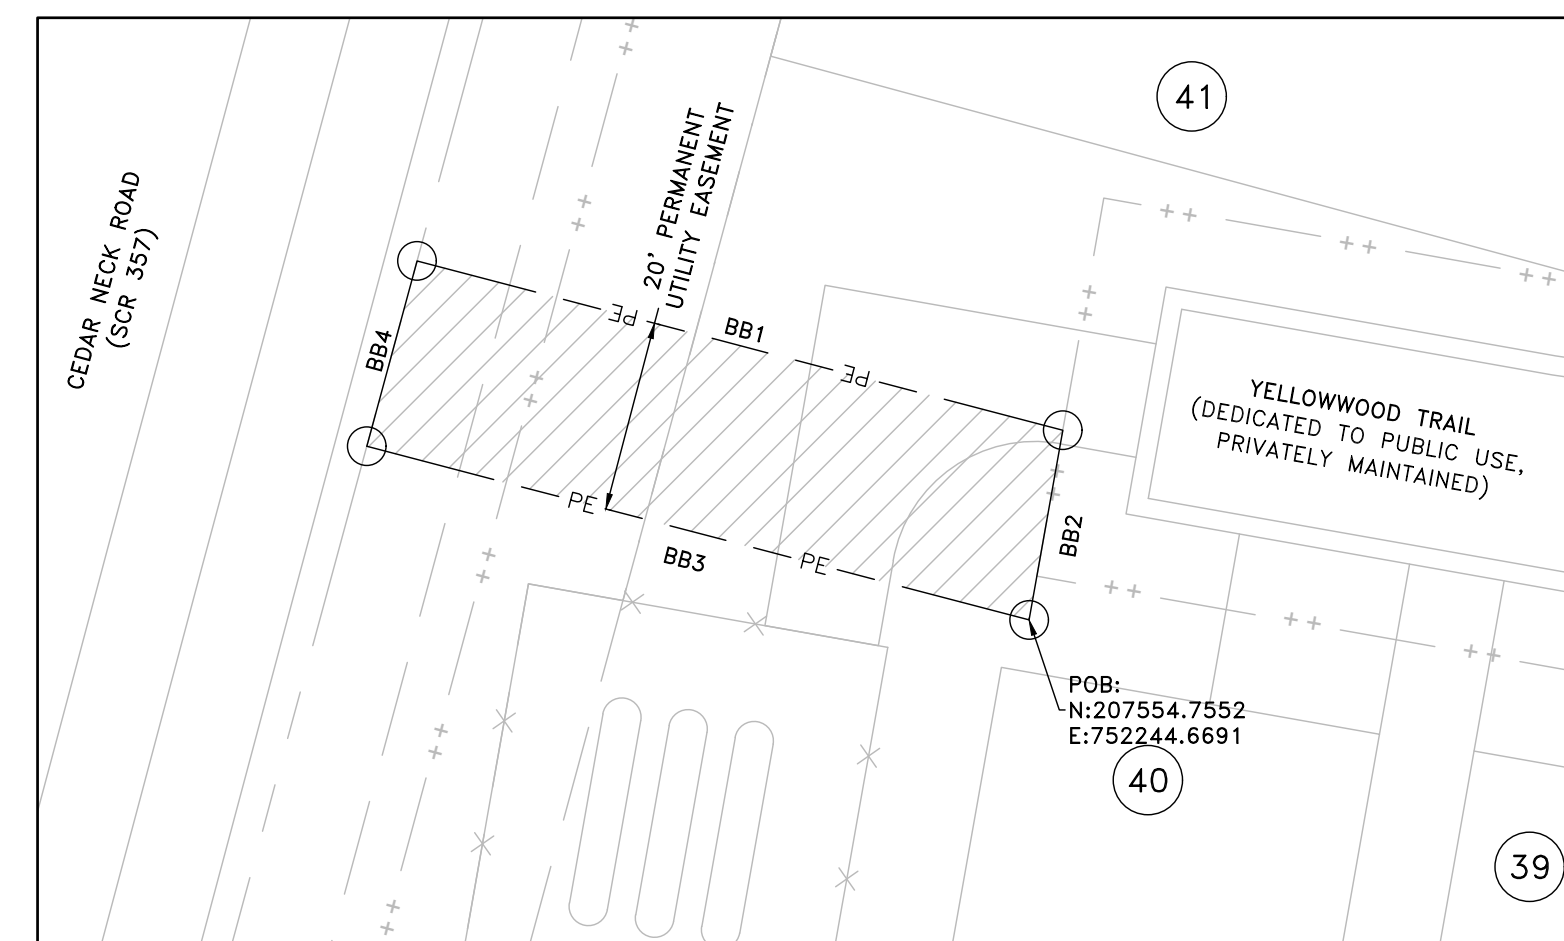 41
CEDAR NECK ROAD
(SCR 357)
20' PERMANENT
UTILITY EASEMENT
BB4
PE
BB1
PE
YELLOWWOOD TRAIL
(DEDICATED TO PUBLIC USE,
PRIVATELY MAINTAINED)
PE
BB3
PE
BB2
POB:
N:207554.7552
E:752244.6691
40
39